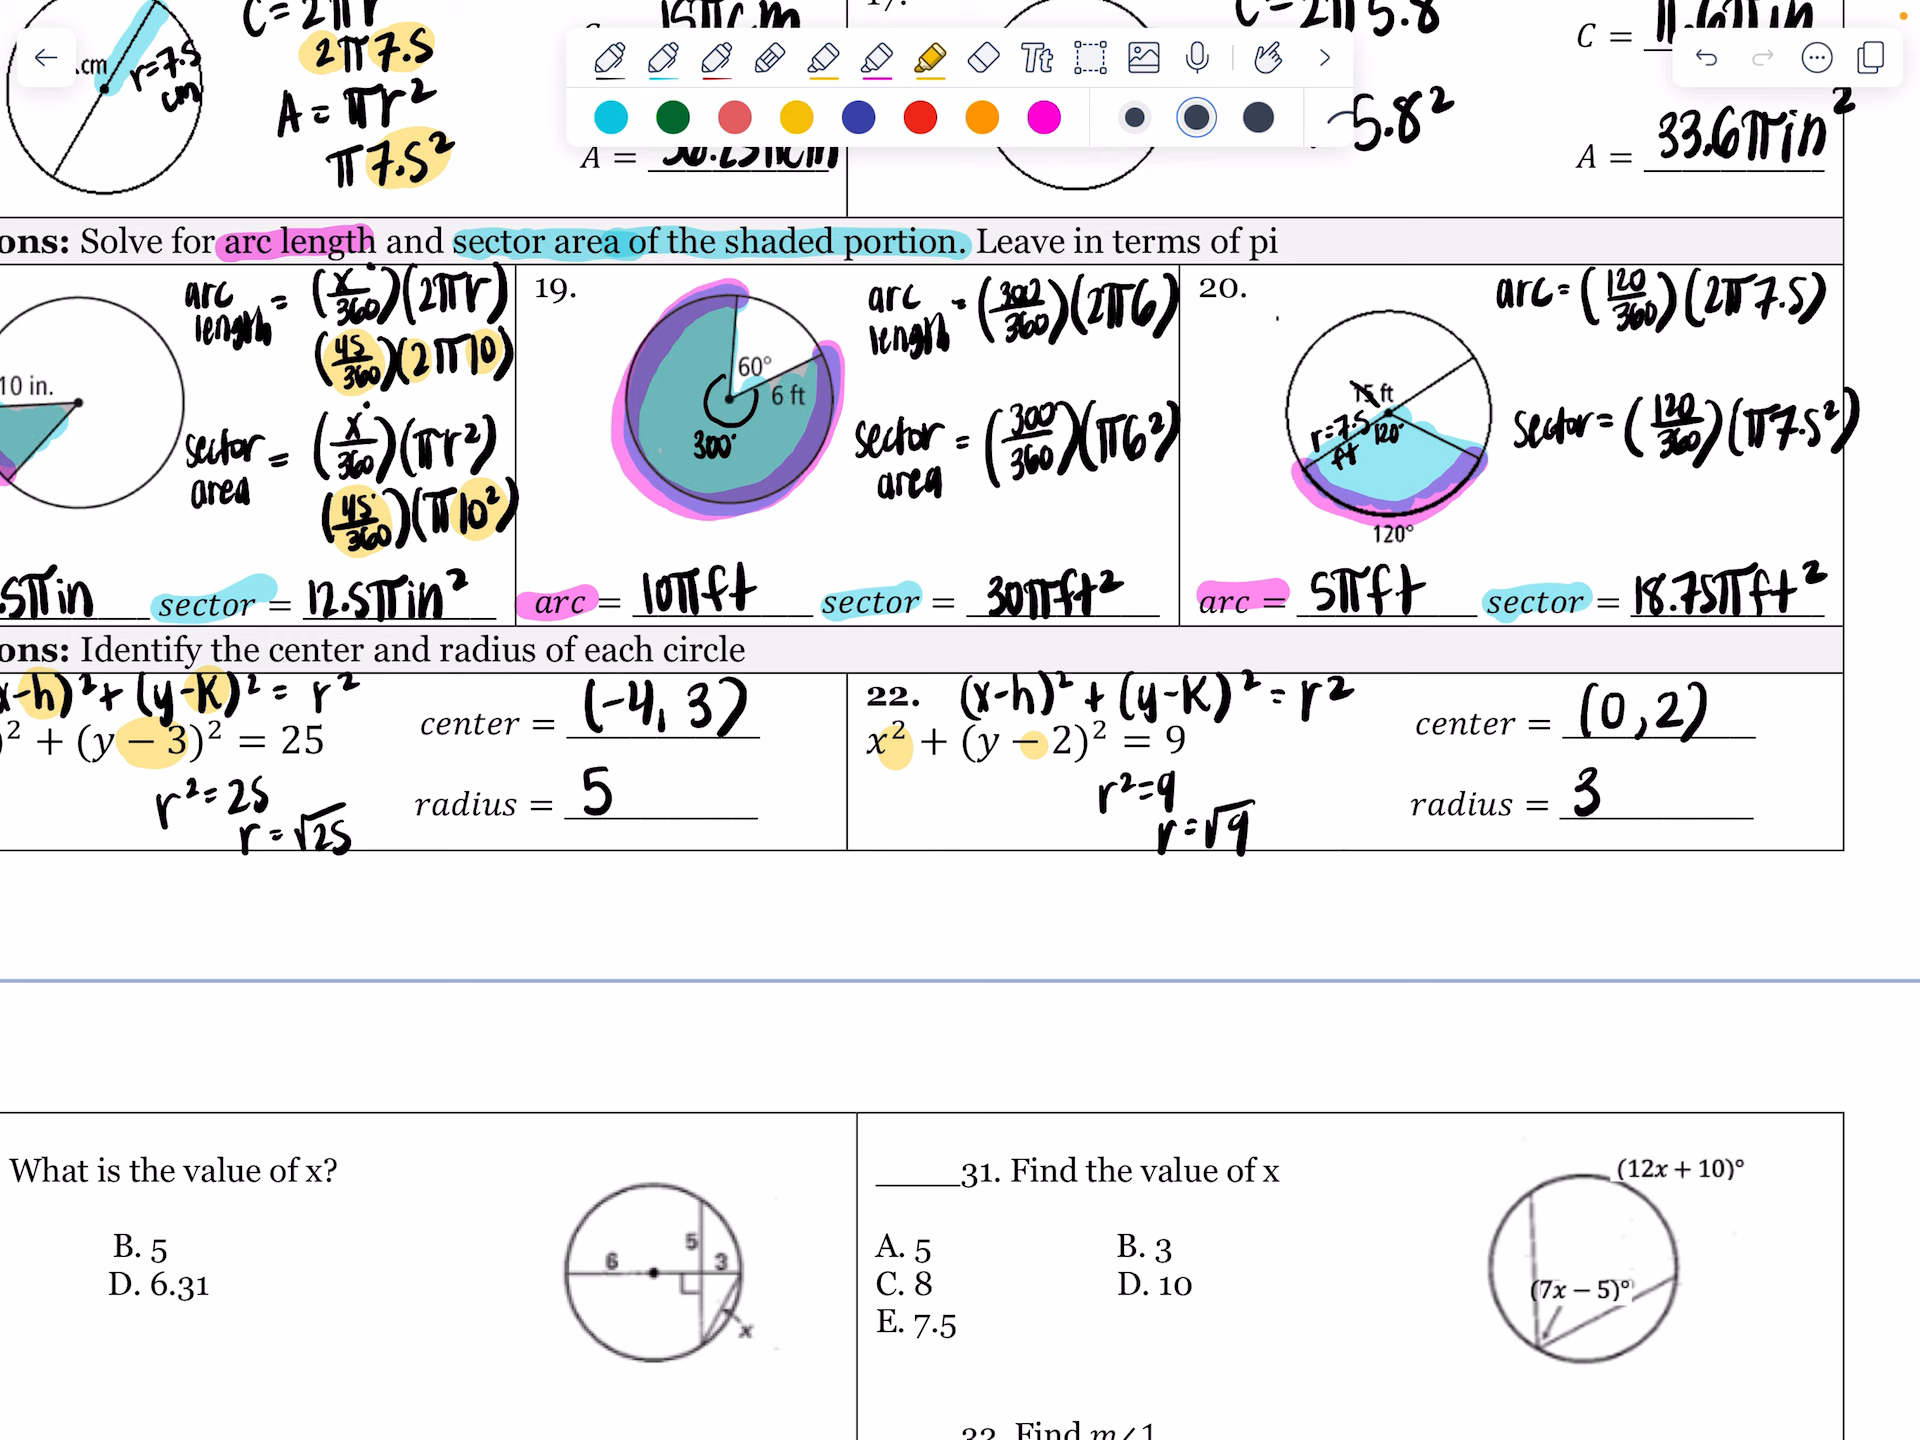 C = 2πr
2π7.5
.cm
r=7.5 cm
A = πr²
π7.5²
15πcm
A =
17.
C = 2π5.8
5.8²
C = 11.6πin
A = 33.6πin²
Tt
ons: Solve for arc length and sector area of the shaded portion. Leave in terms of pi
10 in.
arc length = (x°/360)(2πr)
(45/360)(2π10)
sector area = (x°/360)(πr²)
(45°/360)(π10²)
.5πin
sector = 12.5πin²
19.
60°
6 ft
300°
arc length = (300/360)(2π6)
sector area = (300/360)(π6²)
arc = 10πft
sector = 30πft²
20.
15 ft
r=7.5 ft
120°
120°
arc = (120/360)(2π7.5)
sector = (120/360)(π7.5²)
arc = 5πft
sector = 18.75πft²
ons: Identify the center and radius of each circle
x-h)² + (y-k)² = r²
)² + (y − 3)² = 25
r² = 25
r = √25
center = (-4, 3)
radius = 5
22. (x-h)² + (y-k)² = r²
x² + (y − 2)² = 9
r² = 9
r = √9
center = (0, 2)
radius = 3
What is the value of x?
B. 5
D. 6.31
6
5
3
x
_____31. Find the value of x
A. 5
B. 3
C. 8
D. 10
E. 7.5
(12x + 10)°
(7x − 5)°
32. Find m∠1